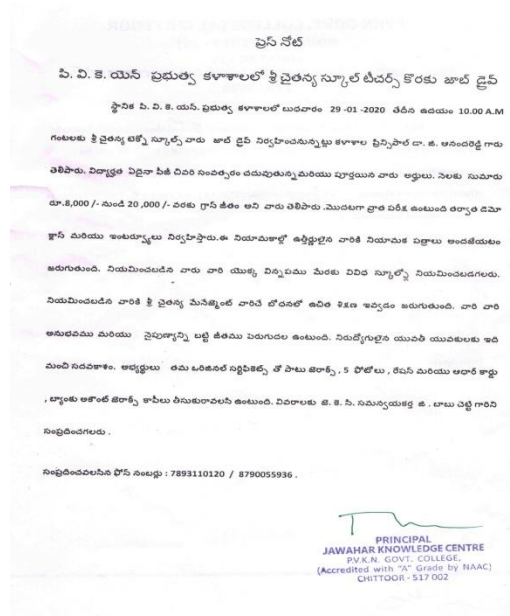 ప్రెస్ నోట్
పి. వి. కె. యెన్ ప్రభుత్వ కళాశాలలో శ్రీ చైతన్య స్కూల్ టీచర్స్ కొరకు జాబ్ డ్రైవ్
స్థానిక పి. వి. కె. యన్. ప్రభుత్వ కళాశాలలో బుధవారం 29 -01 -2020 తేదీన ఉదయం 10.00 A.M
గంటలకు శ్రీ చైతన్య టెక్నో స్కూల్స్ వారు జాబ్ డ్రైవ్ నిర్వహించనున్నట్లు కళాశాల ప్రిన్సిపాల్ డా. జి. ఆనందరెడ్డి గారు
తెలిపారు. విద్యార్హత ఏదైనా పీజీ చివరి సంవత్సరం చదువుతున్నమరియు పూర్తయిన వారు అర్హులు. నెలకు సుమారు
రూ.8,000 /- నుండి 20 ,000 /- వరకు గ్రాస్ జీతం అని వారు తెలిపారు .మొదటగా వ్రాత పరీక్ష ఉంటుంది తర్వాత డెమో
క్లాస్ మరియు ఇంటర్వ్యూలు నిర్వహిస్తారు.ఈ నియామకాల్లో ఉత్తీర్ణులైన వారికి నియామక పత్రాలు అందజేయటం
జరుగుతుంది. నియమించబడిన వారు వారి యొక్క విన్నపము మేరకు వివిధ స్కూల్స్లో నియమించబడగలరు.
నియమించబడిన వారికి శ్రీ చైతన్య మేనేజ్మెంట్ వారిచే బోధనలో ఉచిత శిక్షణ ఇవ్వడం జరుగుతుంది. వారి వారి
అనుభవము మరియు నైపుణ్యాన్ని బట్టి జీతము పెరుగుదల ఉంటుంది. నిరుద్యోగులైన యువతీ యువకులకు ఇది
మంచి సదవకాశం. అభ్యర్థులు తమ ఒరిజినల్ సర్టిఫికెట్స్ తో పాటు జెరాక్స్ , 5 ఫోటోలు , రేషన్ మరియు ఆధార్ కార్డు
, బ్యాంకు అకౌంట్ జెరాక్స్ కాపీలు తీసుకురావలసి ఉంటుంది. వివరాలకు జె. కె. సి. సమన్వయకర్త జి . బాబు చెట్టి గారిని
సంప్రదించగలరు .
సంప్రదించవలసిన ఫోన్ నంబర్లు : 7893110120 / 8790055936 .
PRINCIPAL
JAWAHAR KNOWLEDGE CENTRE
P.V.K.N. GOVT. COLLEGE,
(Accredited with "A" Grade by NAAC)
CHITTOOR - 517 002